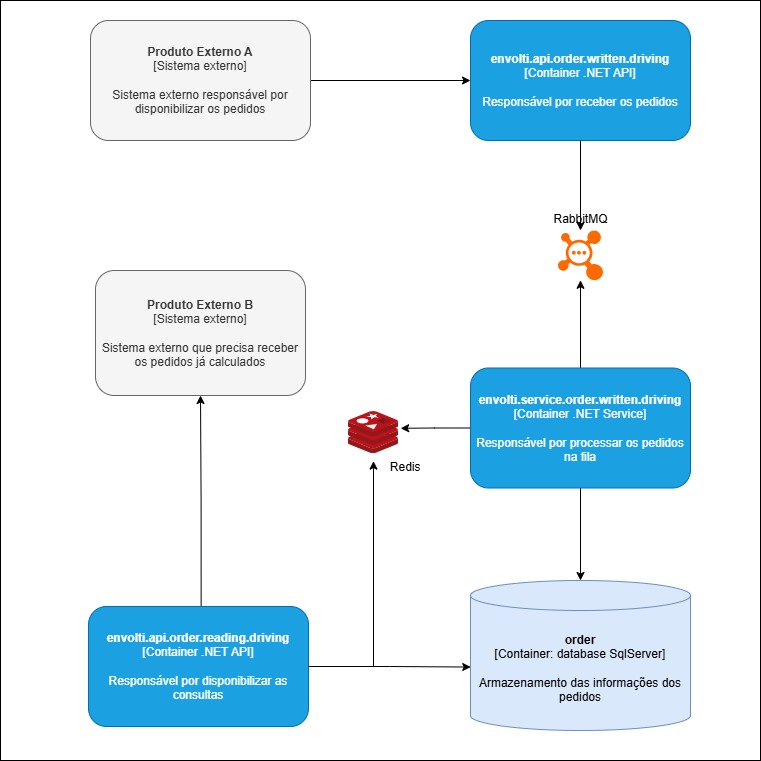 Produto Externo A
[Sistema externo]
Sistema externo responsável por
disponibilizar os pedidos
envolti.api.order.written.driving
[Container .NET API]
Responsável por receber os pedidos
RabbitMQ
Produto Externo B
[Sistema externo]
Sistema externo que precisa receber
os pedidos já calculados
envolti.service.order.written.driving
[Container .NET Service]
Responsável por processar os pedidos
na fila
Redis
envolti.api.order.reading.driving
[Container .NET API]
Responsável por disponibilizar as
consultas
order
[Container: database SqlServer]
Armazenamento das informações dos
pedidos